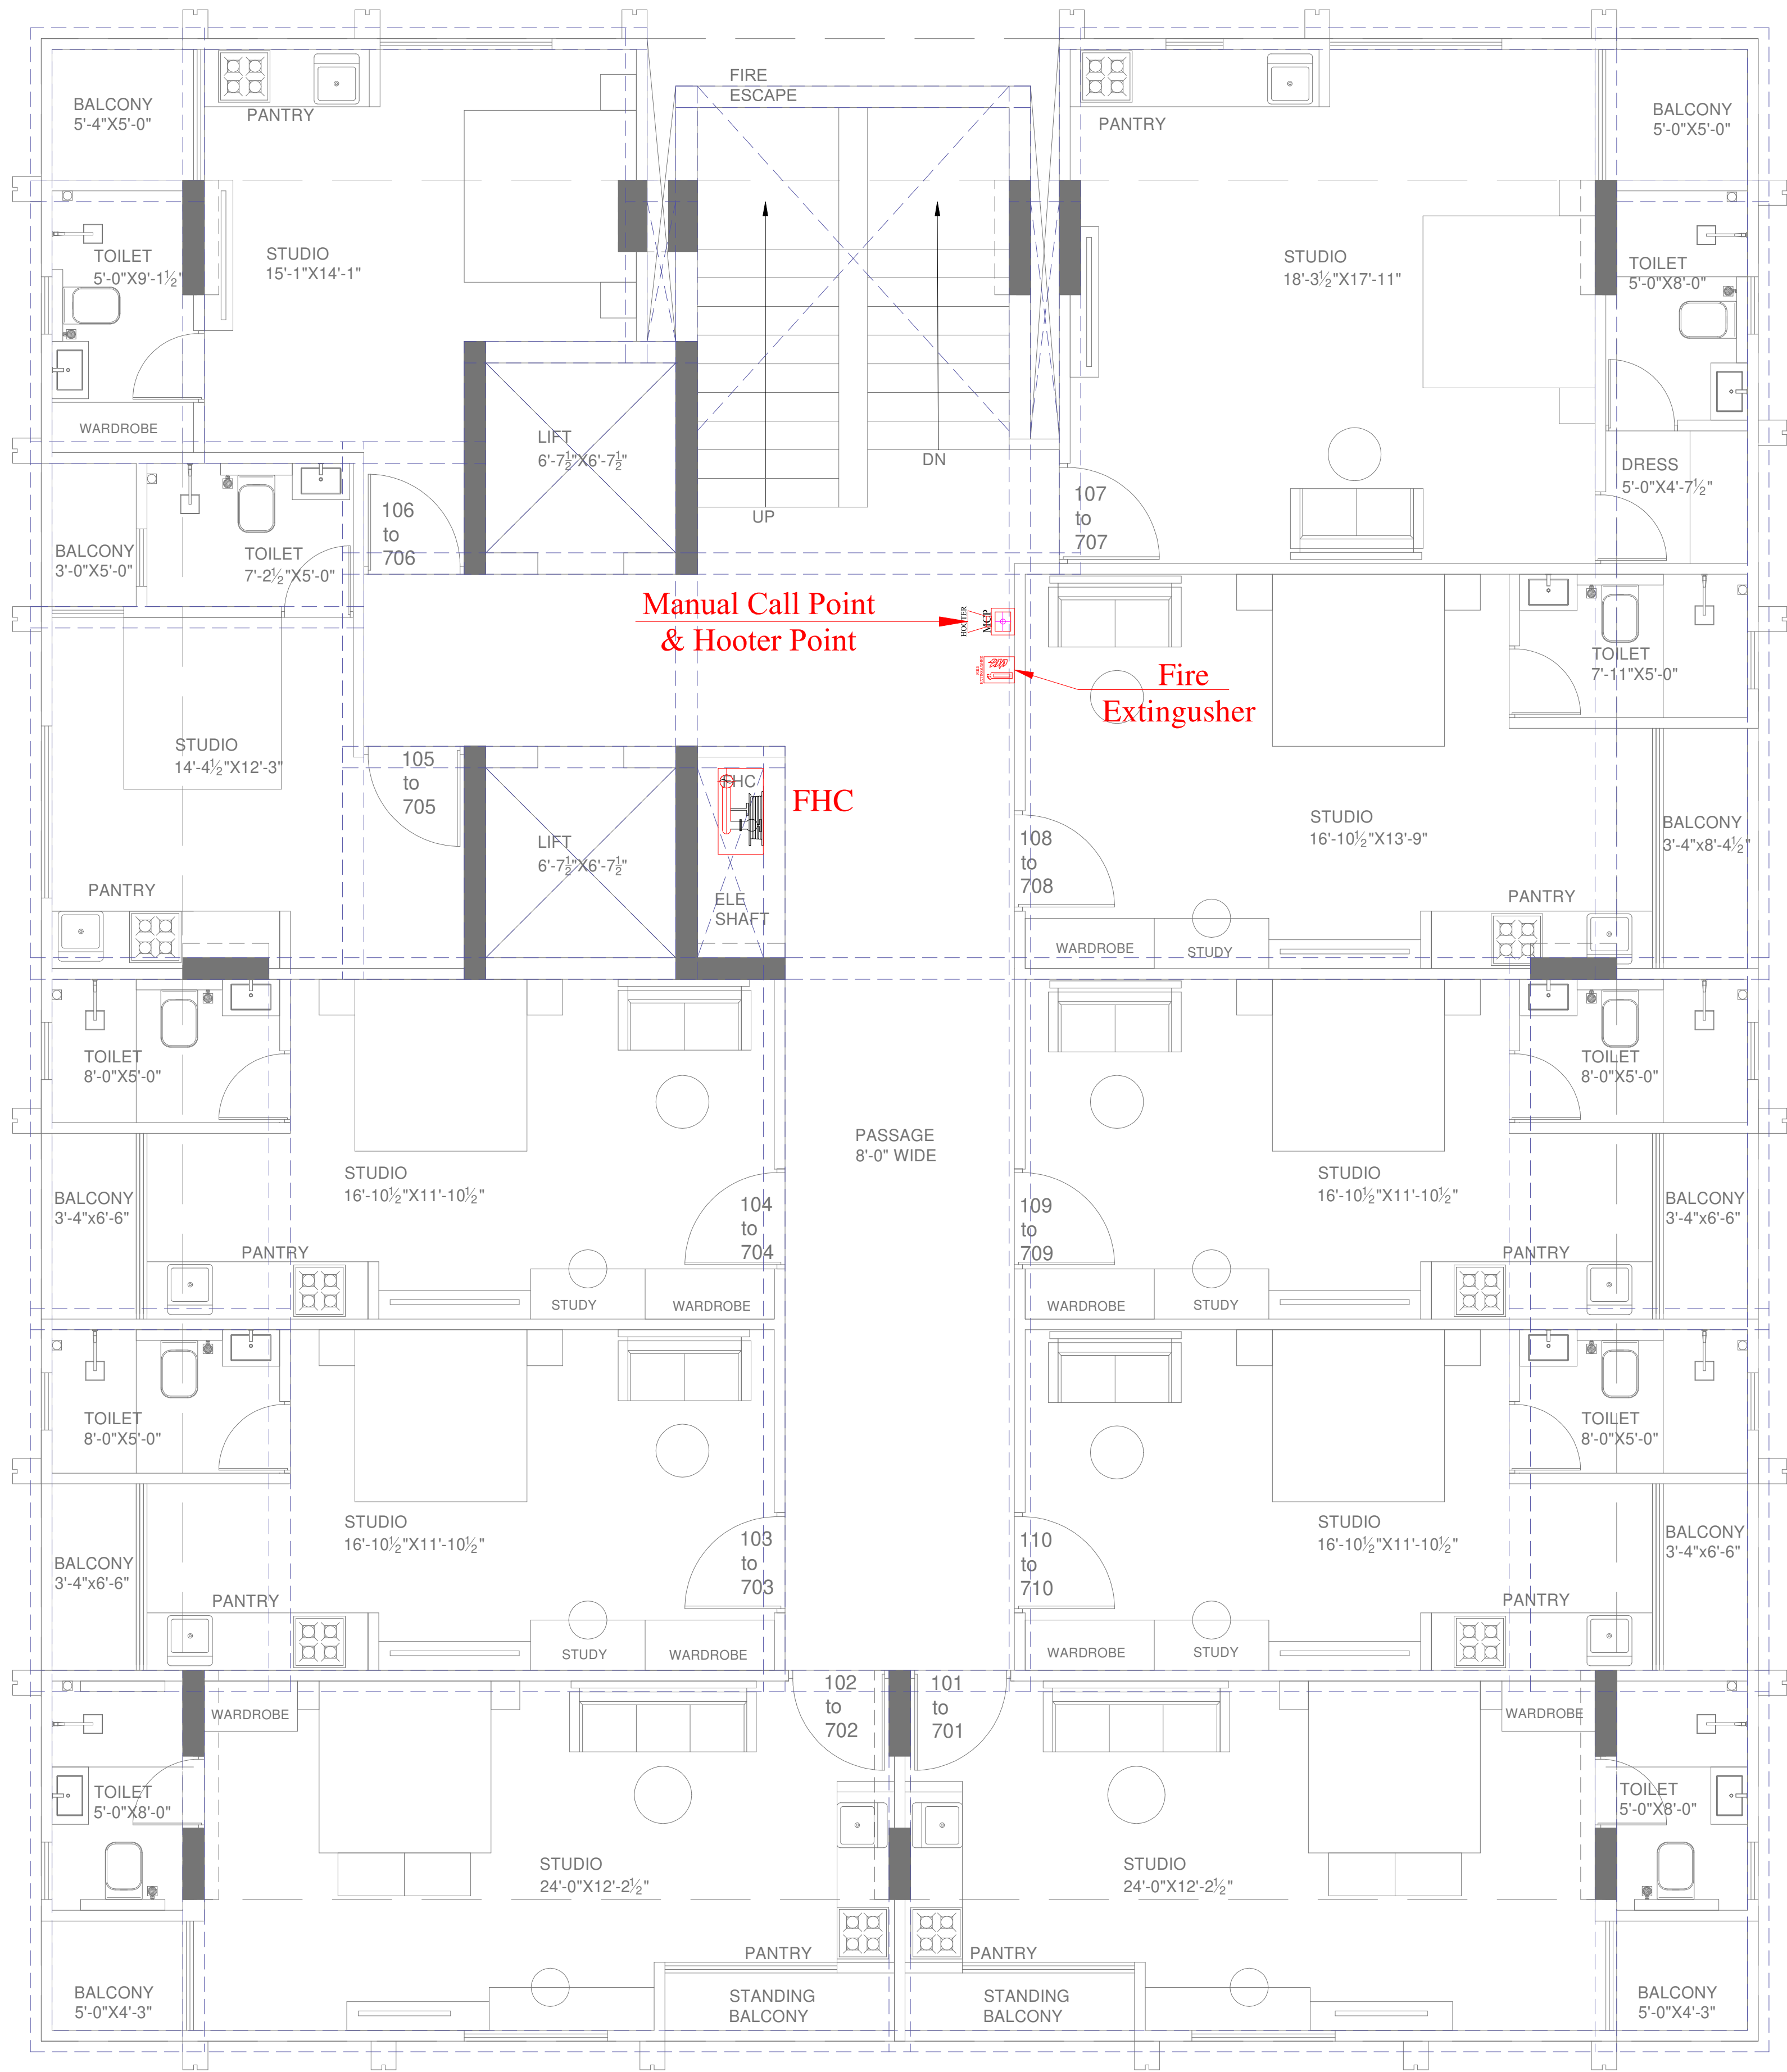 FIRE
ESCAPE
BALCONY
5'-4"X5'-0"
PANTRY
PANTRY
BALCONY
5'-0"X5'-0"
TOILET
5'-0"X9'-1½"
STUDIO
15'-1"X14'-1"
STUDIO
18'-3½"X17'-11"
TOILET
5'-0"X8'-0"
WARDROBE
LIFT
6'-7½"X6'-7½"
DN
UP
DRESS
5'-0"X4'-7½"
106
to
706
107
to
707
BALCONY
3'-0"X5'-0"
TOILET
7'-2½"X5'-0"
Manual Call Point
& Hooter Point
HOOTER
MCP
Fire
Extingusher
TOILET
7'-11"X5'-0"
STUDIO
14'-4½"X12'-3"
105
to
705
FHC
FHC
LIFT
6'-7½"X6'-7½"
ELE
SHAFT
108
to
708
STUDIO
16'-10½"X13'-9"
BALCONY
3'-4"x8'-4½"
PANTRY
PANTRY
WARDROBE
STUDY
TOILET
8'-0"X5'-0"
TOILET
8'-0"X5'-0"
PASSAGE
8'-0" WIDE
STUDIO
16'-10½"X11'-10½"
STUDIO
16'-10½"X11'-10½"
BALCONY
3'-4"x6'-6"
104
to
704
109
to
709
BALCONY
3'-4"x6'-6"
PANTRY
PANTRY
STUDY
WARDROBE
WARDROBE
STUDY
TOILET
8'-0"X5'-0"
TOILET
8'-0"X5'-0"
STUDIO
16'-10½"X11'-10½"
STUDIO
16'-10½"X11'-10½"
BALCONY
3'-4"x6'-6"
103
to
703
110
to
710
BALCONY
3'-4"x6'-6"
PANTRY
PANTRY
STUDY
WARDROBE
WARDROBE
STUDY
102
to
702
101
to
701
WARDROBE
WARDROBE
TOILET
5'-0"X8'-0"
TOILET
5'-0"X8'-0"
STUDIO
24'-0"X12'-2½"
STUDIO
24'-0"X12'-2½"
PANTRY
PANTRY
BALCONY
5'-0"X4'-3"
STANDING
BALCONY
STANDING
BALCONY
BALCONY
5'-0"X4'-3"